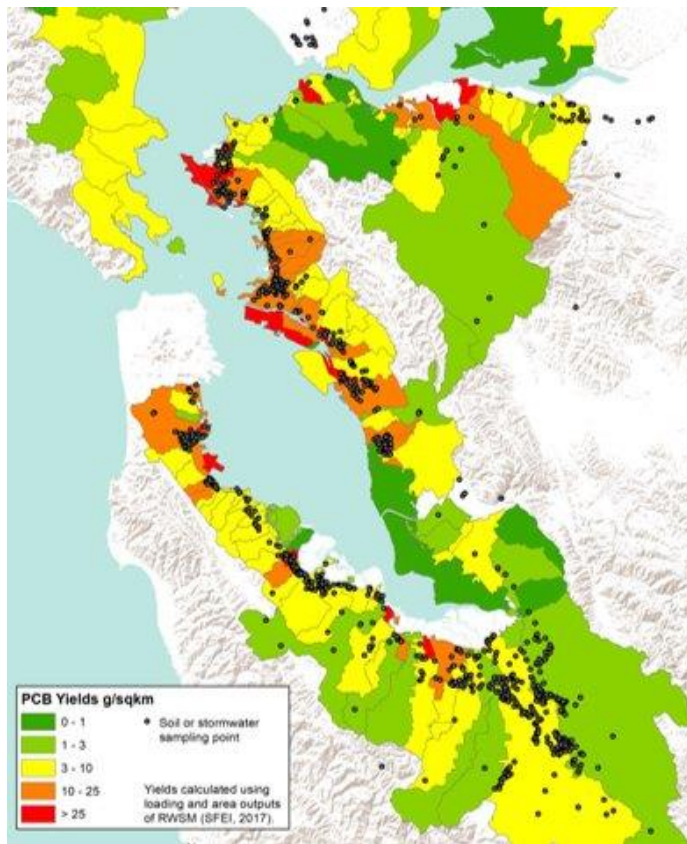 PCB Yields g/sqkm
0 - 1
1 - 3
3 - 10
10 - 25
> 25
Soil or stormwater
sampling point
Yields calculated using
loading and area outputs
of RWSM (SFEI, 2017).